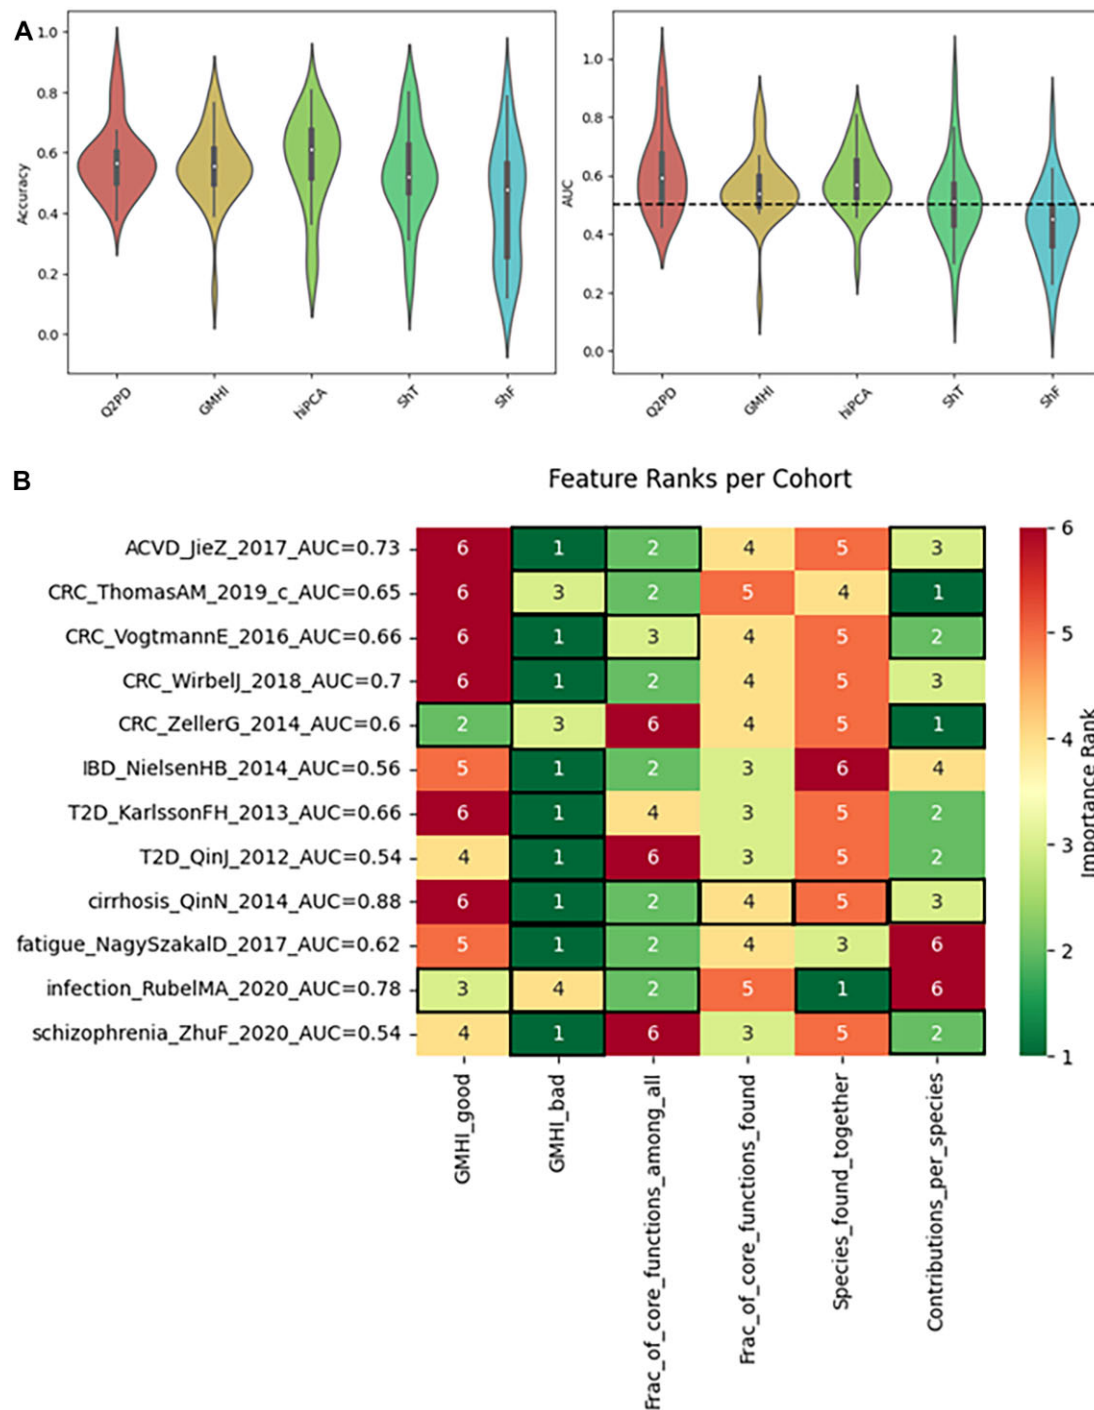 A
Accuracy
1.0
0.8
0.6
0.4
0.2
0.0
Q2PD
GMHI
hiPCA
ShT
ShF
AUC
1.0
0.8
0.6
0.4
0.2
0.0
Q2PD
GMHI
hiPCA
ShT
ShF
B
Feature Ranks per Cohort
ACVD_JieZ_2017_AUC=0.73 6 1 2 4 5 3
CRC_ThomasAM_2019_c_AUC=0.65 6 3 2 5 4 1
CRC_VogtmannE_2016_AUC=0.66 6 1 3 4 5 2
CRC_WirbelJ_2018_AUC=0.7 6 1 2 4 5 3
CRC_ZellerG_2014_AUC=0.6 2 3 6 4 5 1
IBD_NielsenHB_2014_AUC=0.56 5 1 2 3 6 4
T2D_KarlssonFH_2013_AUC=0.66 6 1 4 3 5 2
T2D_QinJ_2012_AUC=0.54 4 1 6 3 5 2
cirrhosis_QinN_2014_AUC=0.88 6 1 2 4 5 3
fatigue_NagySzakalD_2017_AUC=0.62 5 1 2 4 3 6
infection_RubelMA_2020_AUC=0.78 3 4 2 5 1 6
schizophrenia_ZhuF_2020_AUC=0.54 4 1 6 3 5 2
GMHI_good
GMHI_bad
Frac_of_core_functions_among_all
Frac_of_core_functions_found
Species_found_together
Contributions_per_species
6
5
4
3
2
1
Importance Rank